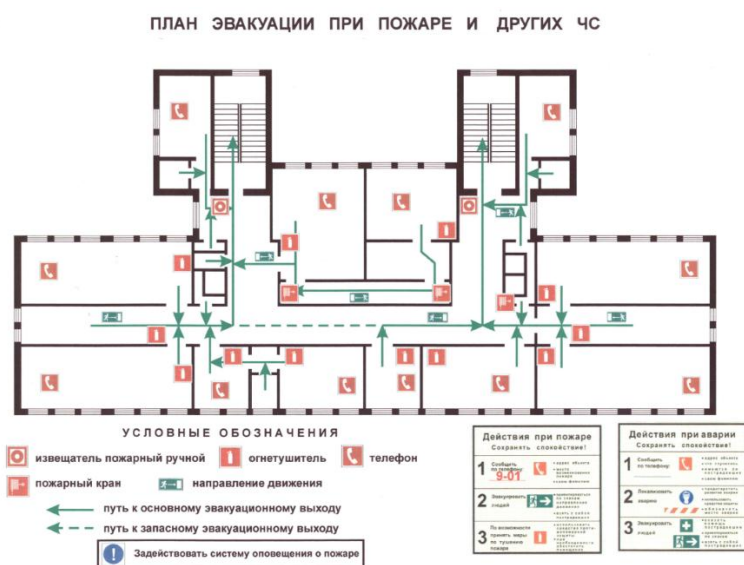 ПЛАН ЭВАКУАЦИИ ПРИ ПОЖАРЕ И ДРУГИХ ЧС
УСЛОВНЫЕ ОБОЗНАЧЕНИЯ
извещатель пожарный ручной
огнетушитель
телефон
пожарный кран
направление движения
путь к основному эвакуационному выходу
путь к запасному эвакуационному выходу
Задействовать систему оповещения о пожаре
Действия при пожаре
Сохранять спокойствие!
1 Сообщить
по телефону
9-01
2 Эвакуировать
людей
3 По возможности
принять меры
по тушению
пожара
Действия при аварии
Сохранять спокойствие!
1 Сообщить
по телефону
2 Локализовать
аварию
3 Эвакуировать
людей